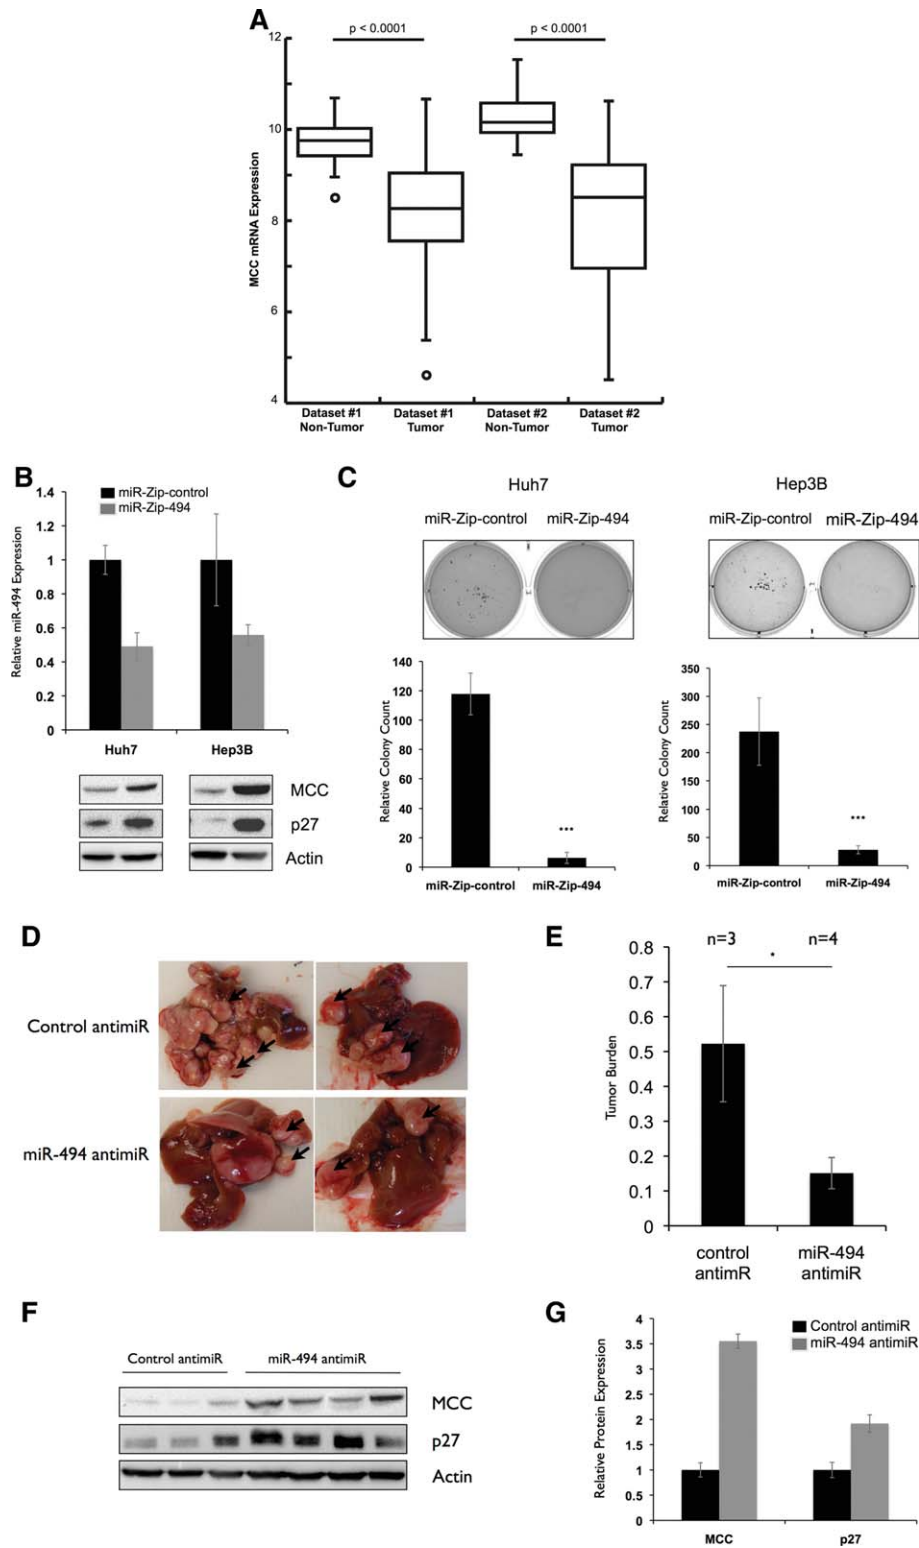 A
p < 0.0001
p < 0.0001
12
10
8
6
4
MCC mRNA Expression
Dataset #1 Non-Tumor
Dataset #1 Tumor
Dataset #2 Non-Tumor
Dataset #2 Tumor
B
1.4
1.2
1
0.8
0.6
0.4
0.2
0
Relative miR-494 Expression
miR-Zip-control
miR-Zip-494
Huh7
Hep3B
MCC
p27
Actin
C
Huh7
miR-Zip-control
miR-Zip-494
140
120
100
80
60
40
20
0
Relative Colony Count
***
miR-Zip-control
miR-Zip-494
Hep3B
miR-Zip-control
miR-Zip-494
350
300
250
200
150
100
50
0
Relative Colony Count
***
miR-Zip-control
miR-Zip-494
D
Control antimiR
miR-494 antimiR
E
n=3
n=4
*
0.8
0.7
0.6
0.5
0.4
0.3
0.2
0.1
0
Tumor Burden
control
antimR
miR-494
antimiR
F
Control antimiR
miR-494 antimiR
MCC
p27
Actin
G
4
3.5
3
2.5
2
1.5
1
0.5
0
Relative Protein Expression
Control antimiR
miR-494 antimiR
MCC
p27